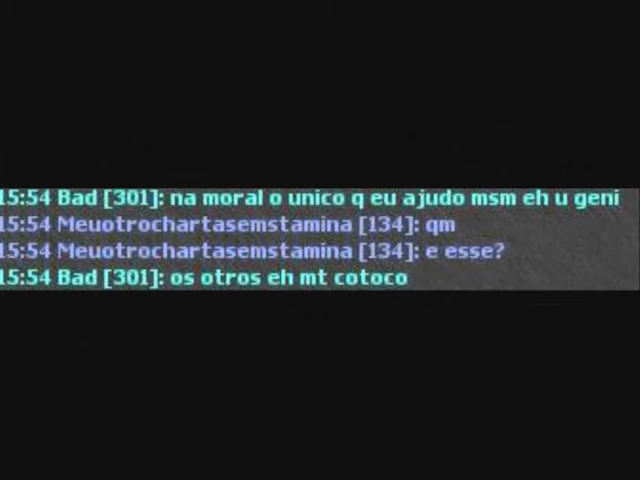 15:54 Bad [301]: na moral o unico q eu ajudo msm eh u geni
15:54 Meuotrochartasemstamina [134]: qm
15:54 Meuotrochartasemstamina [134]: e esse?
15:54 Bad [301]: os otros eh mt cotoco